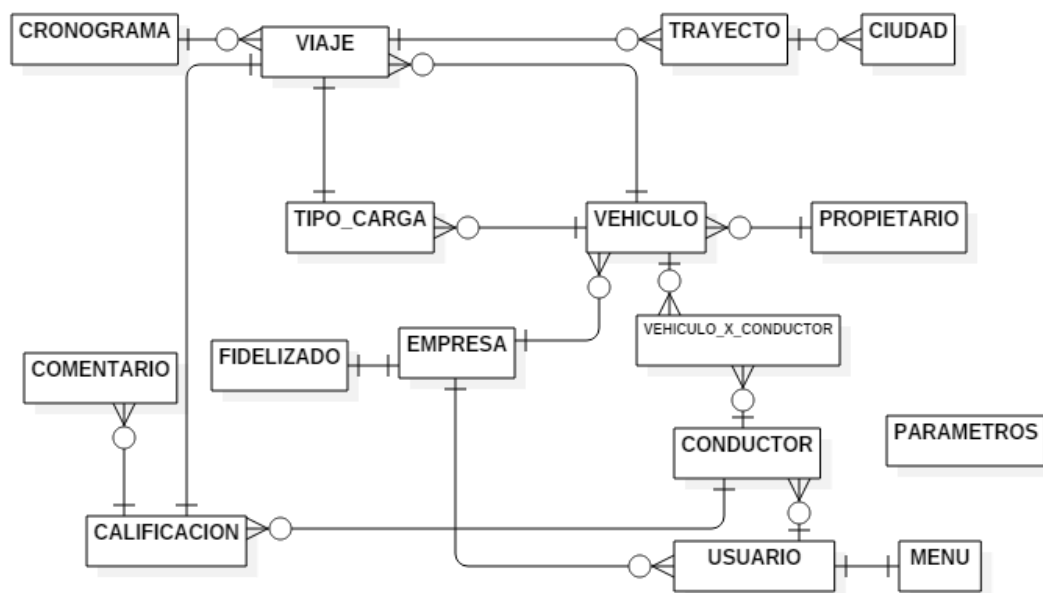 CRONOGRAMA
VIAJE
TRAYECTO
CIUDAD
TIPO_CARGA
VEHICULO
PROPIETARIO
VEHICULO_X_CONDUCTOR
EMPRESA
FIDELIZADO
COMENTARIO
PARAMETROS
CONDUCTOR
CALIFICACION
USUARIO
MENU